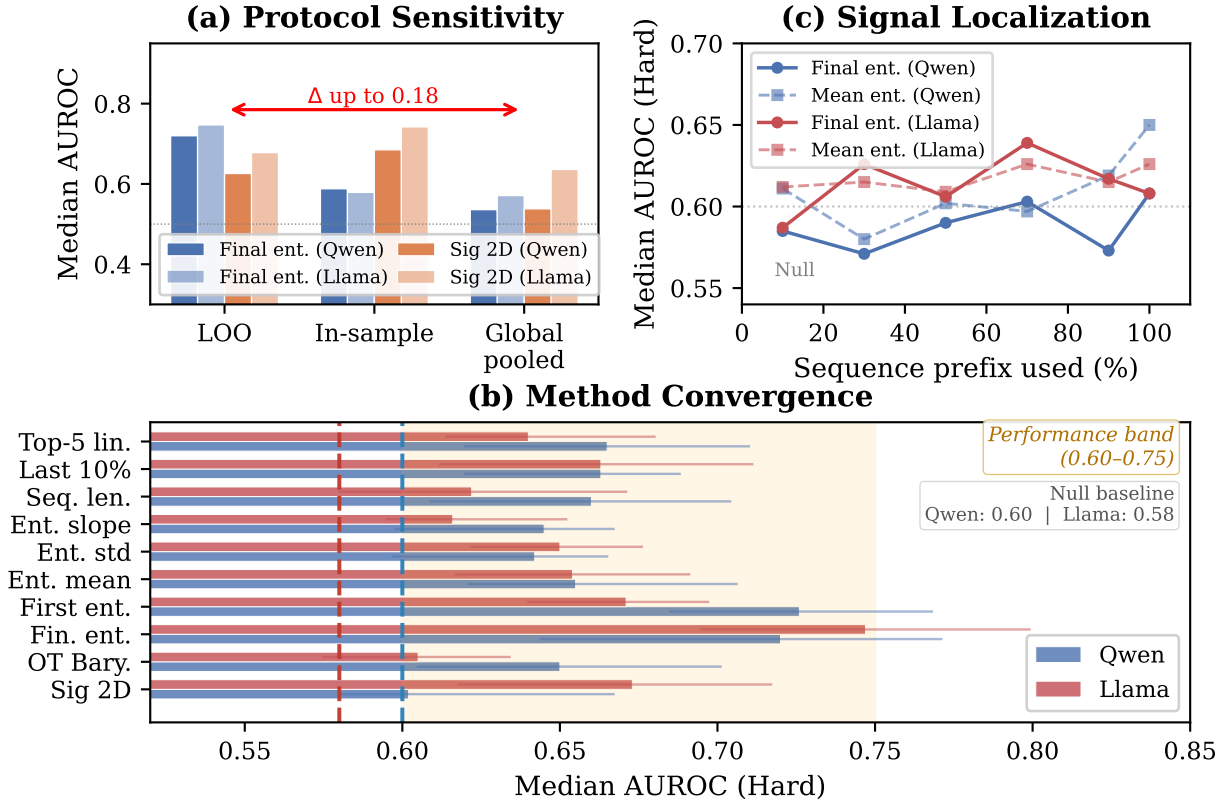 (a) Protocol Sensitivity
Median AUROC
0.8
0.6
0.4
Δ up to 0.18
Final ent. (Qwen)
Final ent. (Llama)
Sig 2D (Qwen)
Sig 2D (Llama)
LOO
In-sample
Global
pooled
(c) Signal Localization
Median AUROC (Hard)
0.70
0.65
0.60
0.55
Final ent. (Qwen)
Mean ent. (Qwen)
Final ent. (Llama)
Mean ent. (Llama)
Null
0
20
40
60
80
100
Sequence prefix used (%)
(b) Method Convergence
Top-5 lin.
Last 10%
Seq. len.
Ent. slope
Ent. std
Ent. mean
First ent.
Fin. ent.
OT Bary.
Sig 2D
Performance band
(0.60–0.75)
Null baseline
Qwen: 0.60 | Llama: 0.58
Qwen
Llama
0.55
0.60
0.65
0.70
0.75
0.80
0.85
Median AUROC (Hard)